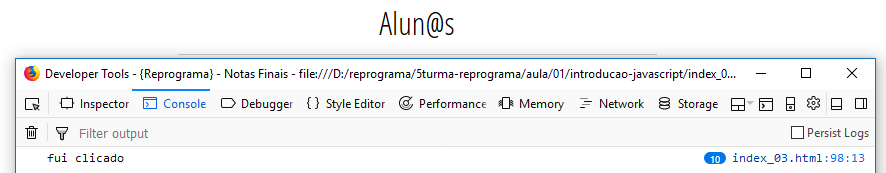 Alun@s
Developer Tools - {Reprograma} - Notas Finais - file:///D:/reprograma/5turma-reprograma/aula/01/introducao-javascript/index_0...
Inspector Console Debugger { } Style Editor Performance Memory Network Storage
Filter output Persist Logs
fui clicado 10 index_03.html:98:13